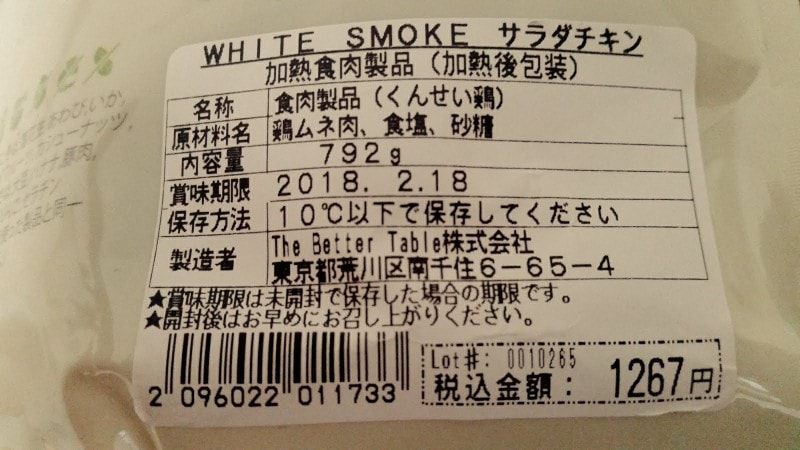 WHITE SMOKE サラダチキン
加熱食肉製品（加熱後包装）
名称 食肉製品（くんせい鶏）
原材料名 鶏ムネ肉、食塩、砂糖
内容量 792g
賞味期限 2018. 2.18
保存方法 10℃以下で保存してください
製造者 The Better Table株式会社
東京都荒川区南千住6-65-4
★賞味期限は未開封で保存した場合の期限です。
★開封後はお早めにお召し上がりください。
Lot#: 0010265
税込金額: 1267円
2 096022 011733